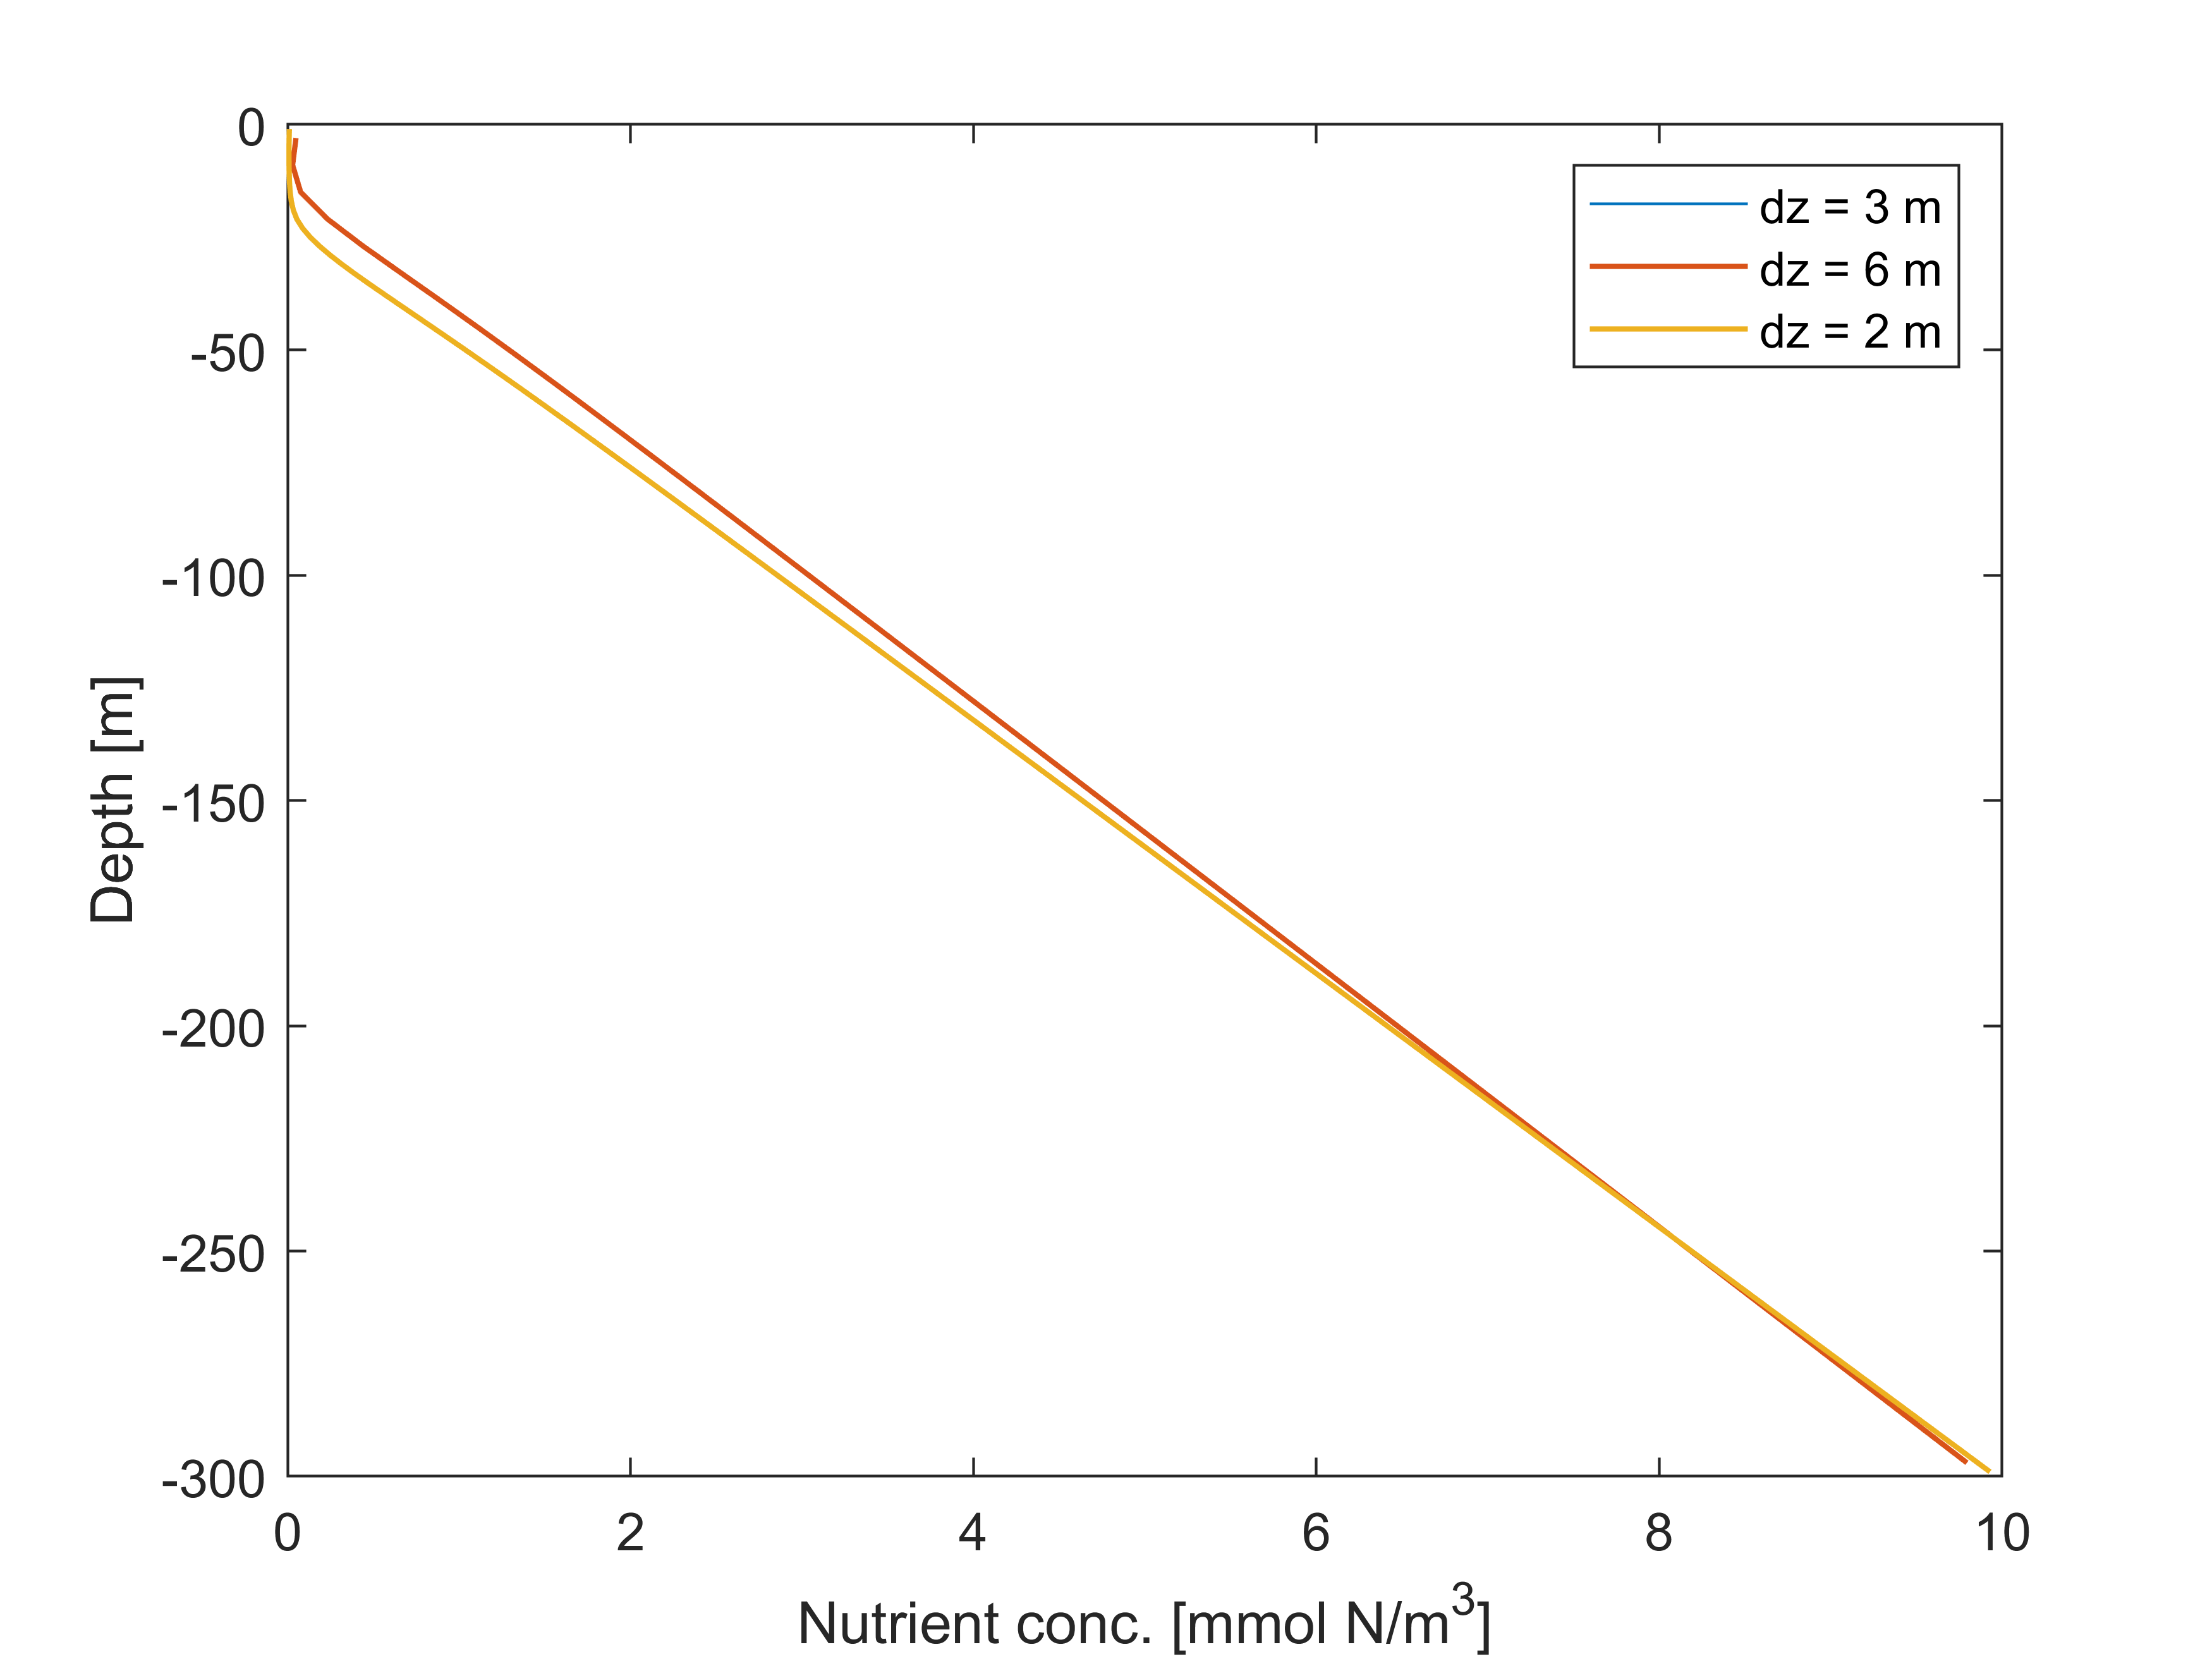 0
-50
-100
-150
-200
-250
-300
Depth [m]
dz = 3 m
dz = 6 m
dz = 2 m
0 2 4 6 8 10
Nutrient conc. [mmol N/m³]